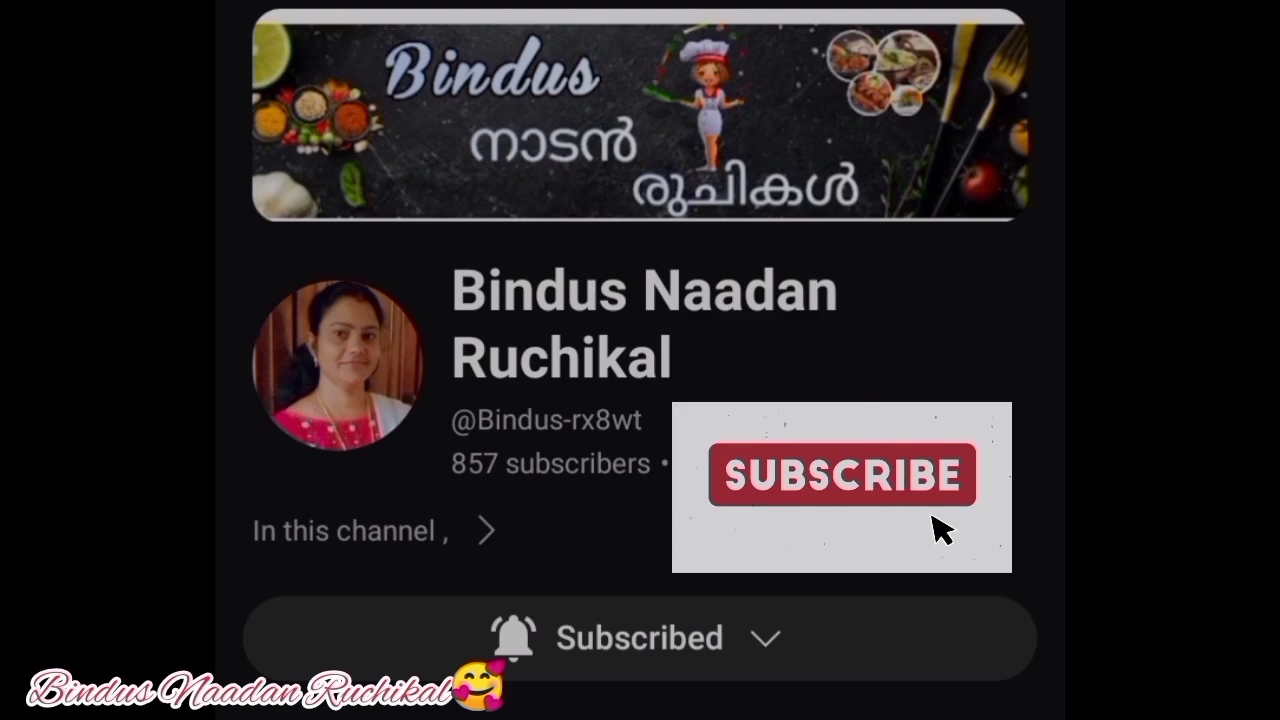 Bindus
നാടൻ
രുചികൾ
Bindus Naadan
Ruchikal
@Bindus-rx8wt
857 subscribers •
SUBSCRIBE
In this channel ,
Subscribed
Bindus Naadan Ruchikal🥰